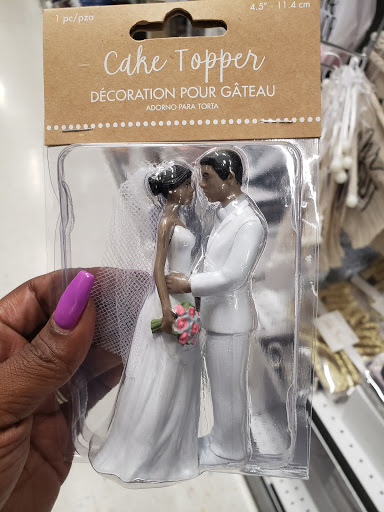 1 pc/pza
4.5" - 11.4 cm
Cake Topper
DÉCORATION POUR GÂTEAU
ADORNO PARA TORTA